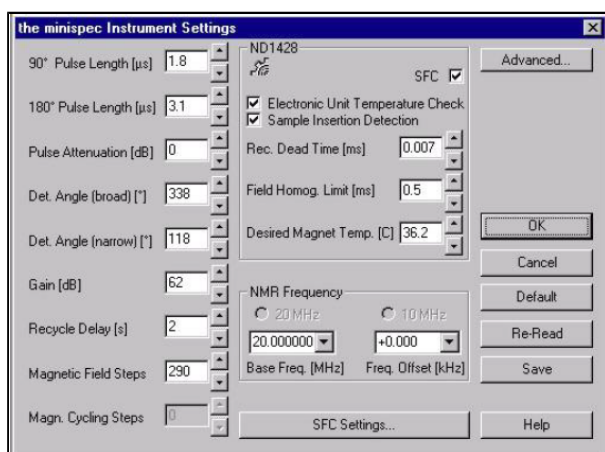 the minispec Instrument Settings
90° Pulse Length [µs] 1.8
180° Pulse Length [µs] 3.1
Pulse Attenuation [dB] 0
Det. Angle (broad) [°] 338
Det. Angle (narrow) [°] 118
Gain [dB] 62
Recycle Delay [s] 2
Magnetic Field Steps 290
Magn. Cycling Steps 0
ND1428
SFC
Electronic Unit Temperature Check
Sample Insertion Detection
Rec. Dead Time [ms] 0.007
Field Homog. Limit [ms] 0.5
Desired Magnet Temp. [C] 36.2
NMR Frequency
20 MHz 10 MHz
20.000000 +0.000
Base Freq. [MHz] Freq. Offset [kHz]
SFC Settings...
Advanced...
OK
Cancel
Default
Re-Read
Save
Help